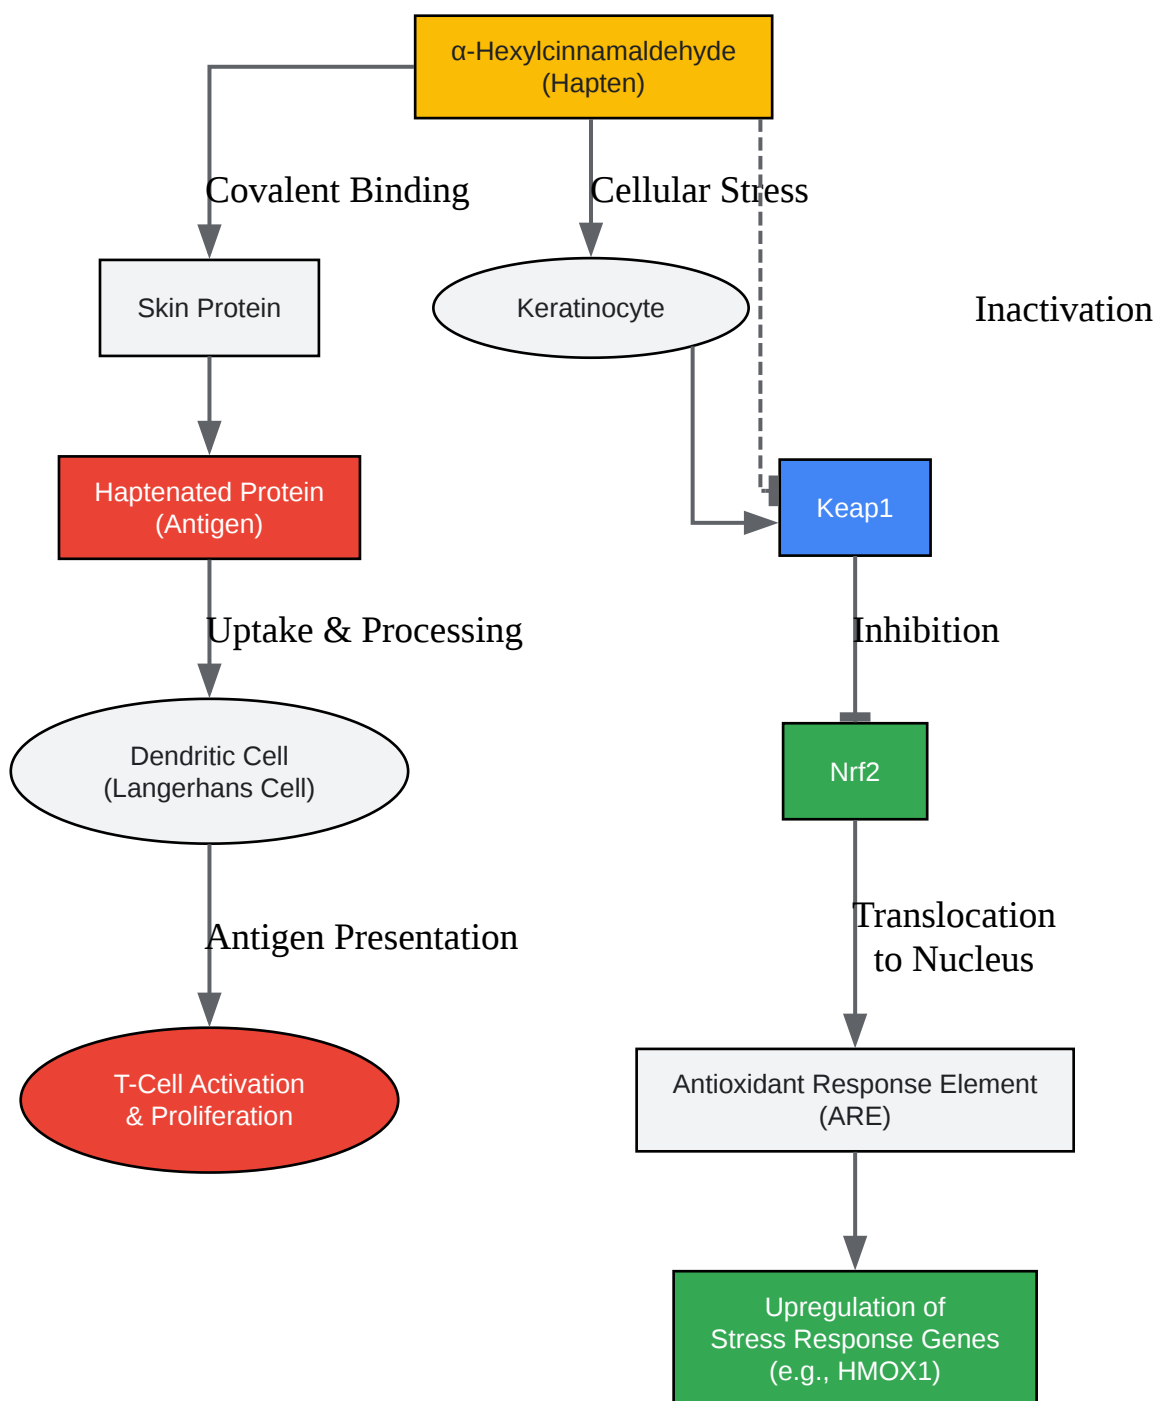 α-Hexylcinnamaldehyde
(Hapten)
Covalent Binding
Cellular Stress
Skin Protein
Keratinocyte
Inactivation
Haptenated Protein
(Antigen)
Keap1
Uptake & Processing
Inhibition
Dendritic Cell
(Langerhans Cell)
Nrf2
Antigen Presentation
Translocation
to Nucleus
T-Cell Activation
& Proliferation
Antioxidant Response Element
(ARE)
Upregulation of
Stress Response Genes
(e.g., HMOX1)